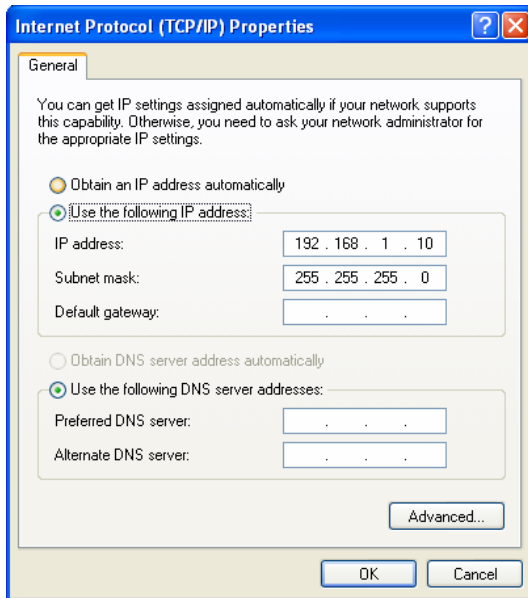 Internet Protocol (TCP/IP) Properties
General
You can get IP settings assigned automatically if your network supports
this capability. Otherwise, you need to ask your network administrator for
the appropriate IP settings.
Obtain an IP address automatically
Use the following IP address:
IP address: 192 . 168 . 1 . 10
Subnet mask: 255 . 255 . 255 . 0
Default gateway: . . .
Obtain DNS server address automatically
Use the following DNS server addresses:
Preferred DNS server: . . .
Alternate DNS server: . . .
Advanced...
OK Cancel